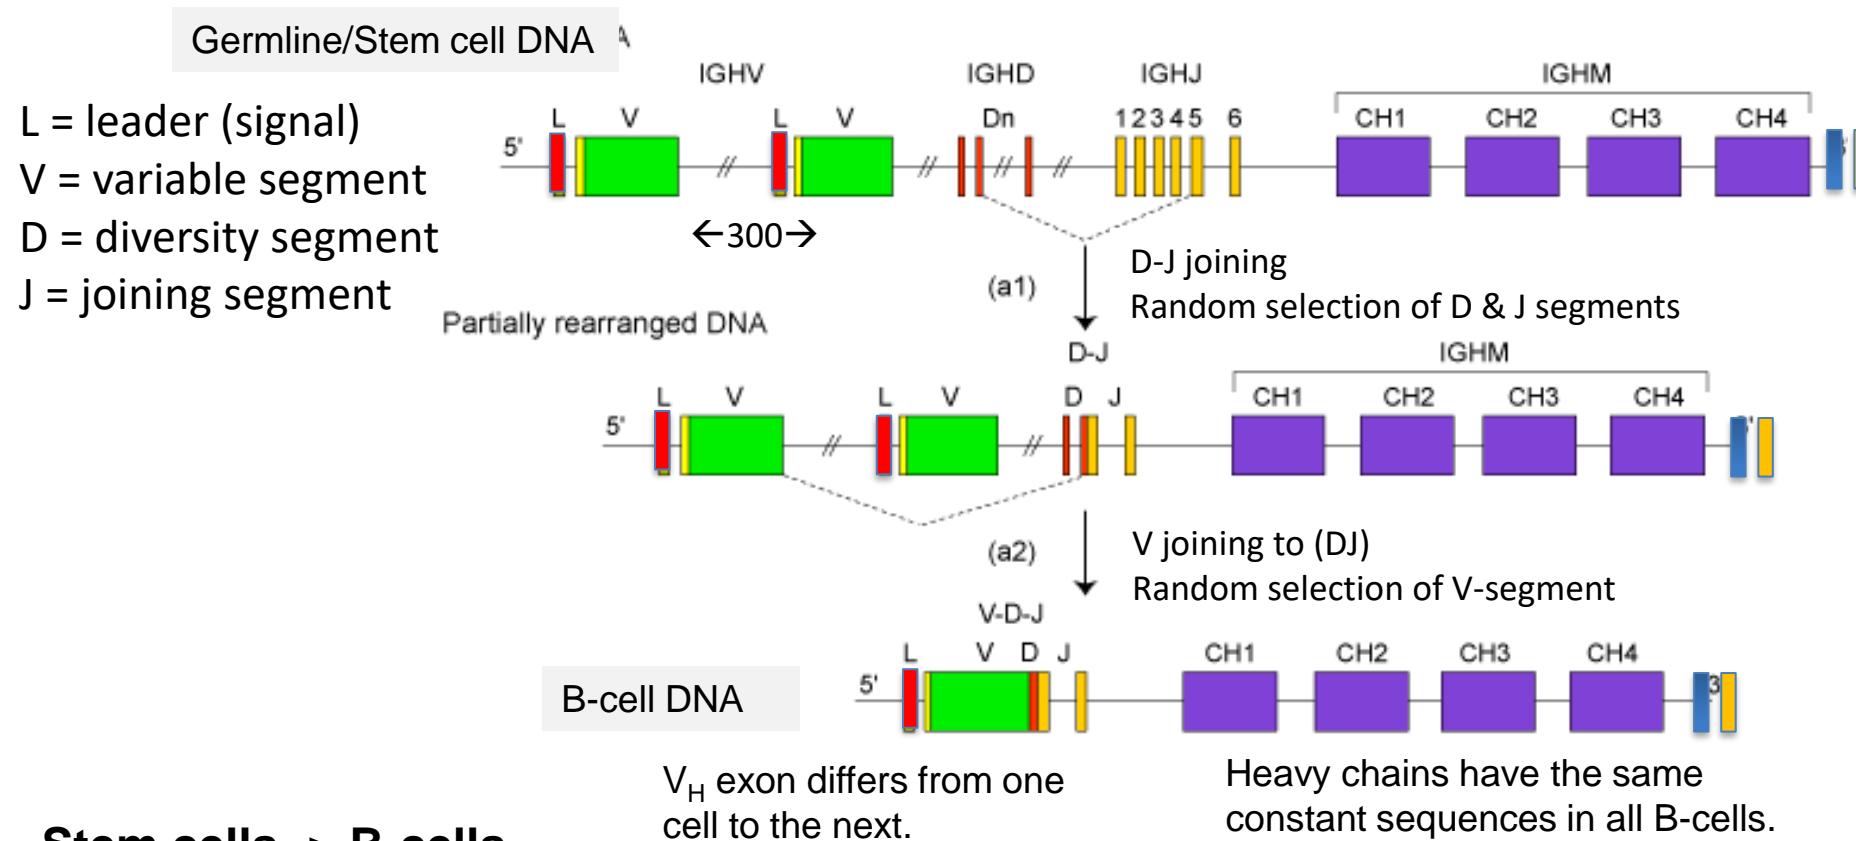 Germline/Stem cell DNA
L = leader (signal)
V = variable segment
D = diversity segment
J = joining segment
IGHV IGHD IGHJ IGHM
L V L V Dn 1 2 3 4 5 6 CH1 CH2 CH3 CH4
5' // // // //
←300→
(a1)
D-J joining
Random selection of D & J segments
Partially rearranged DNA
D-J
IGHM
L V L V D J CH1 CH2 CH3 CH4
5' // //
(a2)
V joining to (DJ)
Random selection of V-segment
V-D-J
L V D J CH1 CH2 CH3 CH4
5' 3
B-cell DNA
VH exon differs from one
cell to the next.
Heavy chains have the same
constant sequences in all B-cells.